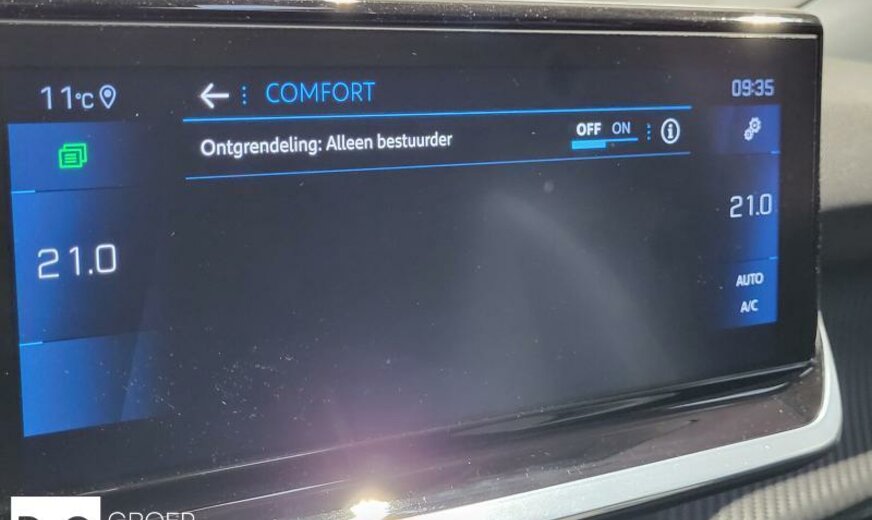 11°C
COMFORT
09:35
Ontgrendeling: Alleen bestuurder
OFF ON
21.0
21.0
AUTO
A/C
GROEP